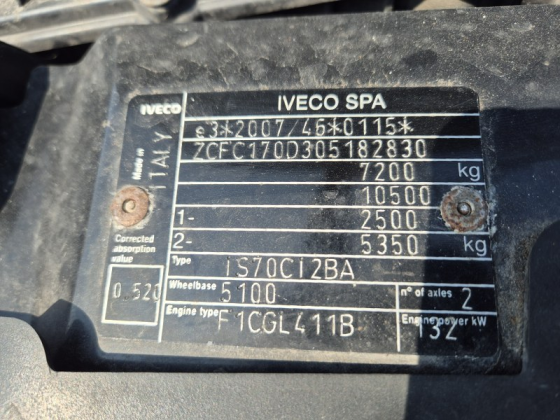 IVECO
IVECO SPA
e3*2007/46*0115*
Made in ITALY
ZCFC170D305182830
7200 kg
10500
1- 2500
2- 5350 kg
Corrected
absorption
value
0.520
Type IS70CI2BA
Wheelbase 5100
n° of axles 2
Engine type F1CGL411B
Engine power kW
132